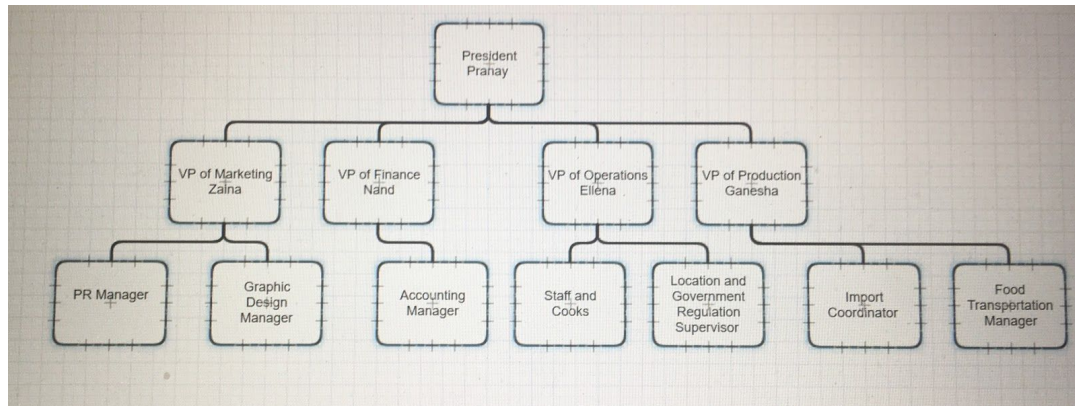 President
Pranay
VP of Marketing
Zaina
VP of Finance
Nand
VP of Operations
Ellena
VP of Production
Ganesha
PR Manager
Graphic
Design
Manager
Accounting
Manager
Staff and
Cooks
Location and
Government
Regulation
Supervisor
Import
Coordinator
Food
Transportation
Manager